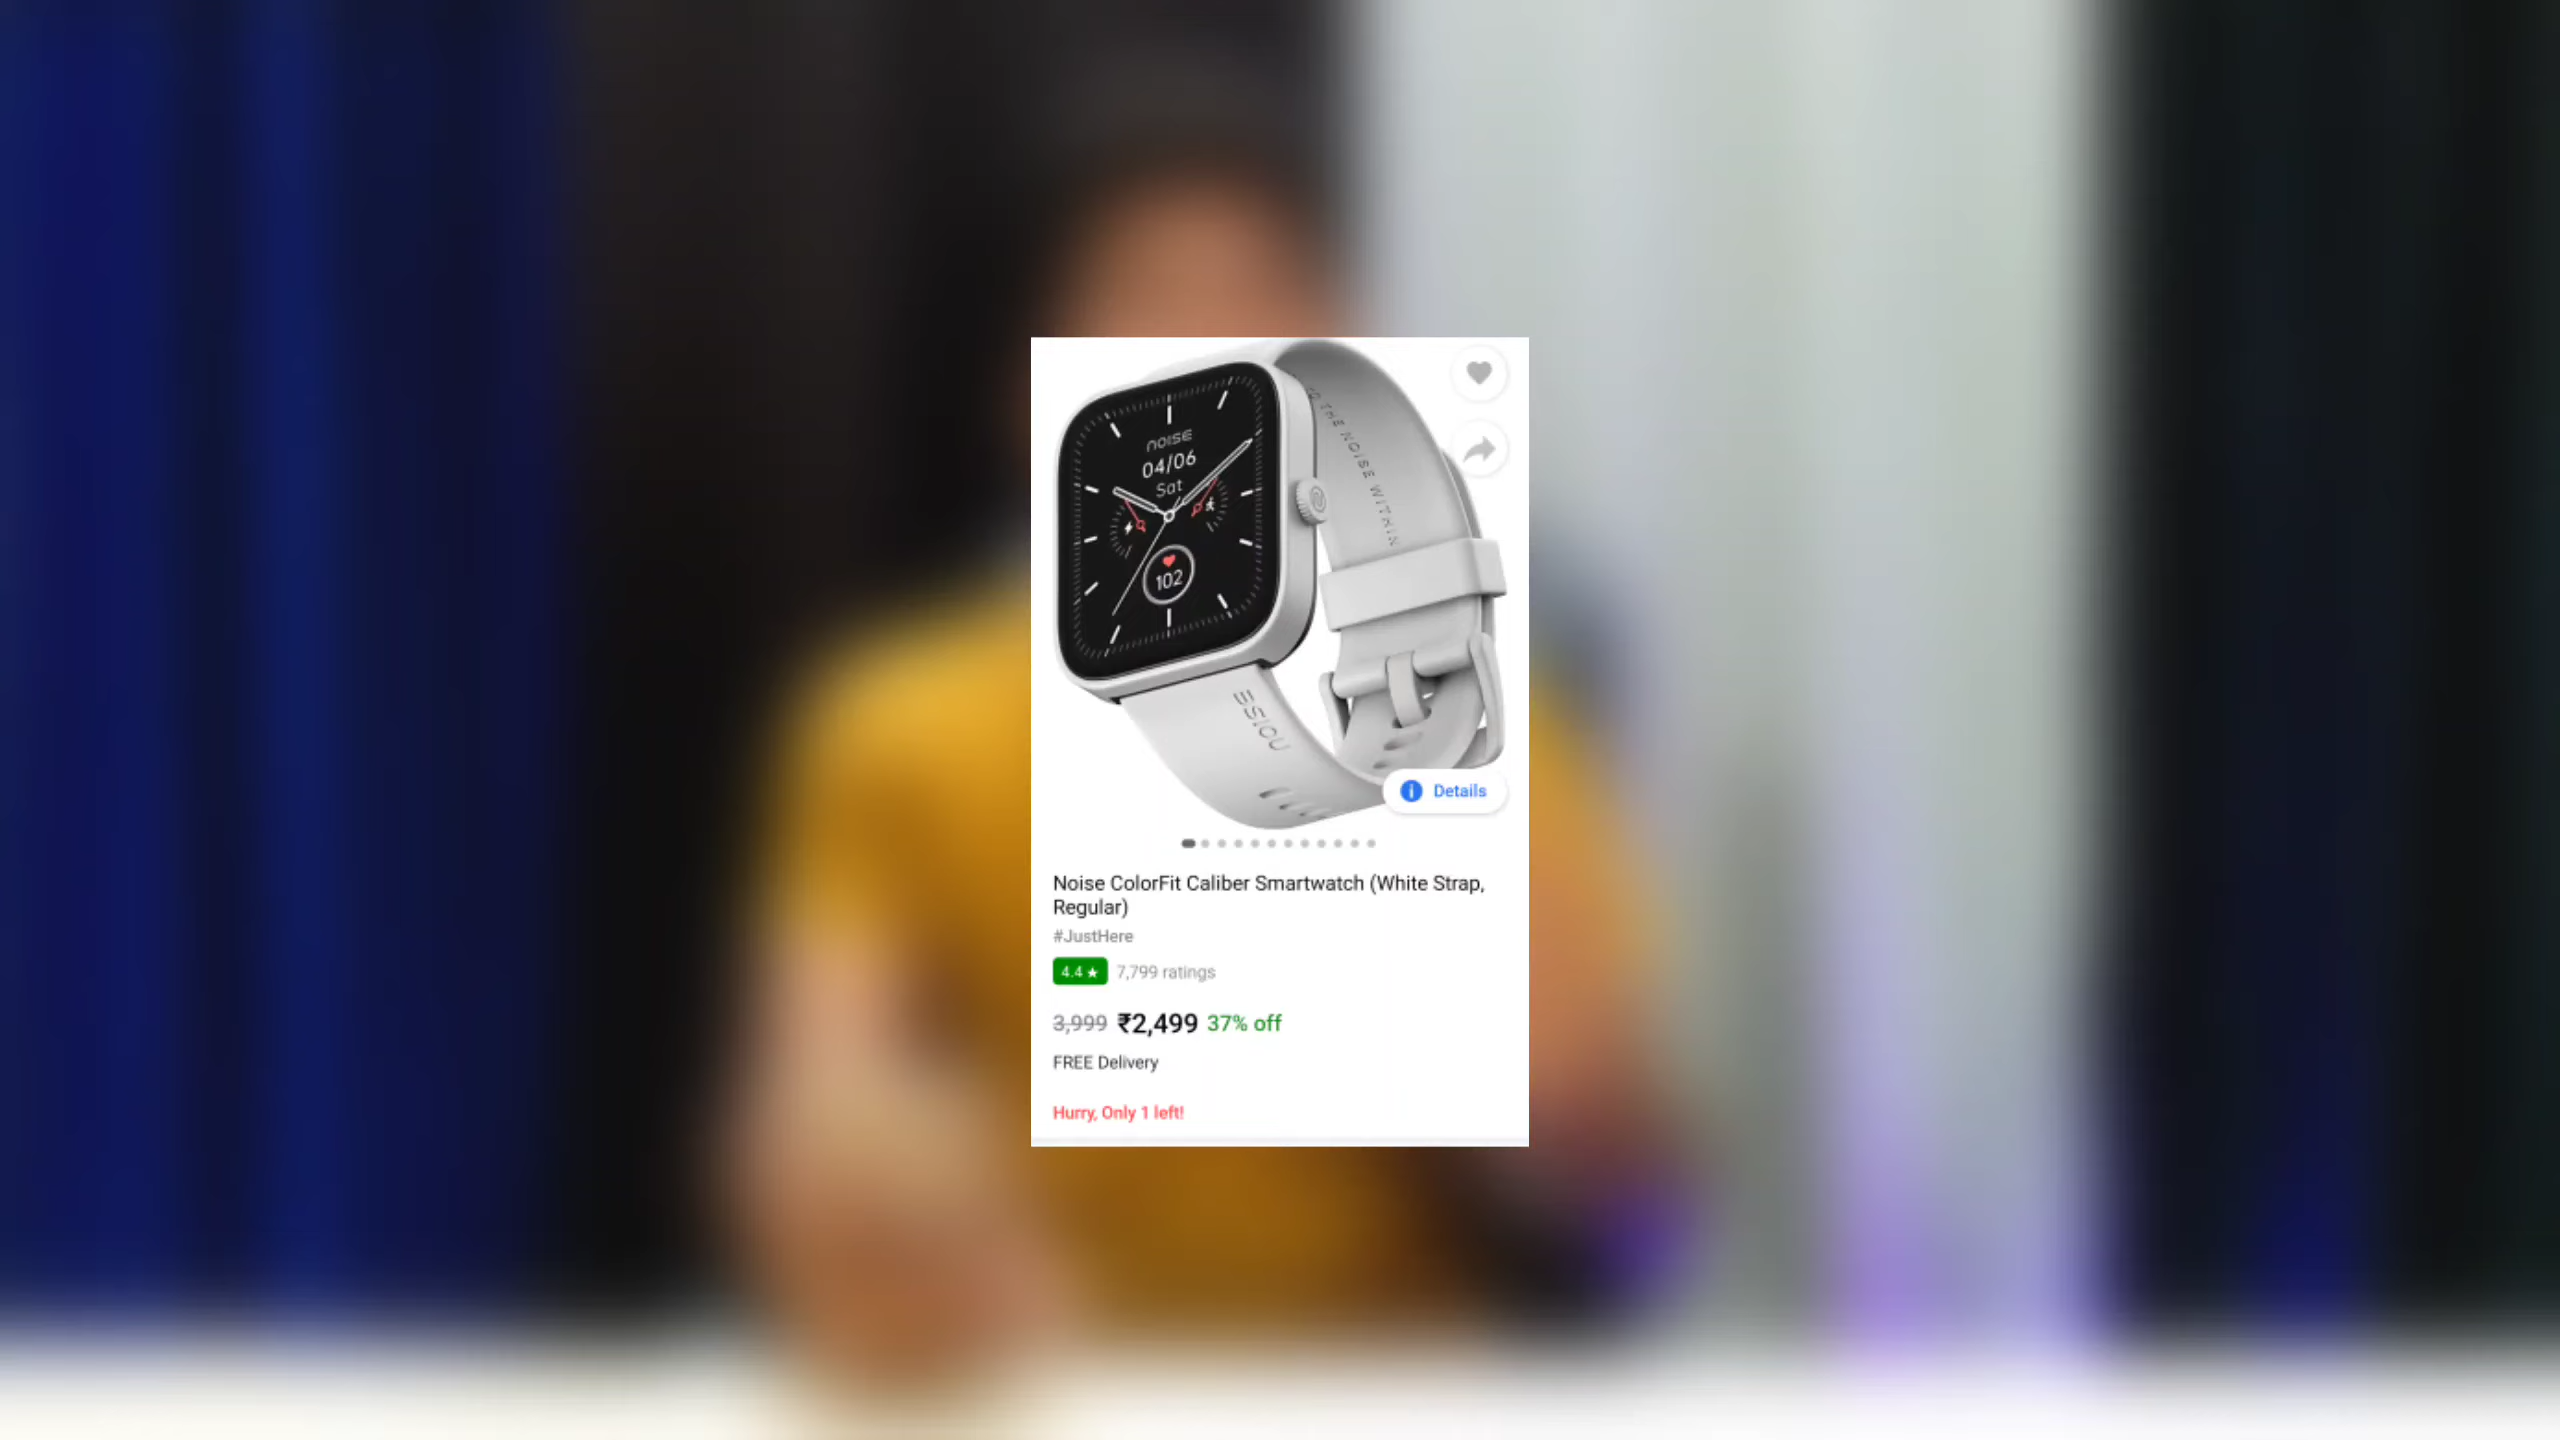 noise
04/06
Sat
102
THE NOISE WITHIN
noise
Details
Noise ColorFit Caliber Smartwatch (White Strap,
Regular)
#JustHere
4.4★ 7,799 ratings
3,999 ₹2,499 37% off
FREE Delivery
Hurry, Only 1 left!